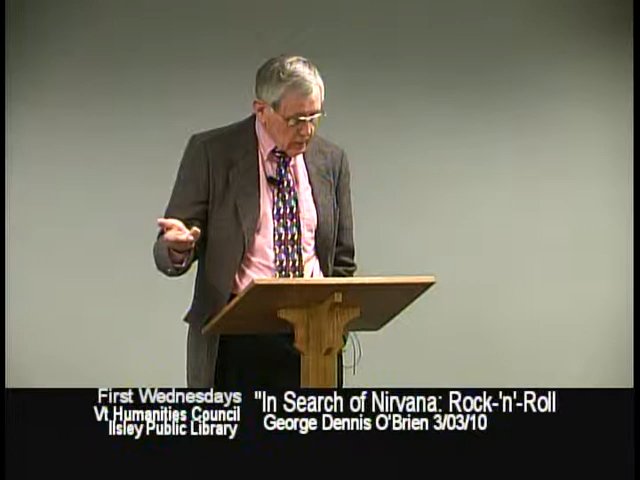 First Wednesdays
Vt Humanities Council
Ilsley Public Library
"In Search of Nirvana: Rock-'n'-Roll
George Dennis O'Brien 3/03/10